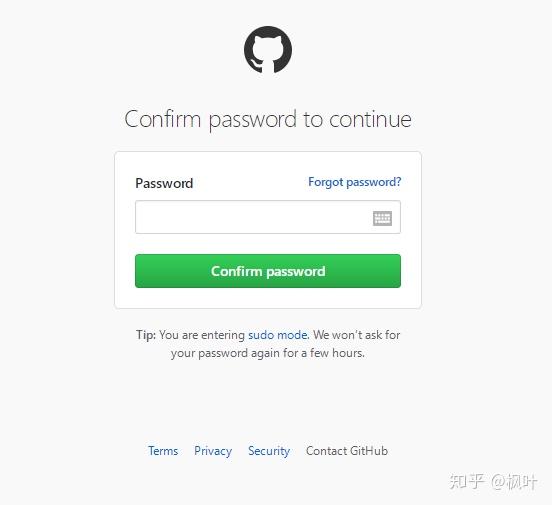 Confirm password to continue
Password
Forgot password?
Confirm password
Tip: You are entering sudo mode. We won't ask for
your password again for a few hours.
Terms Privacy Security Contact GitHub
知乎 @枫叶